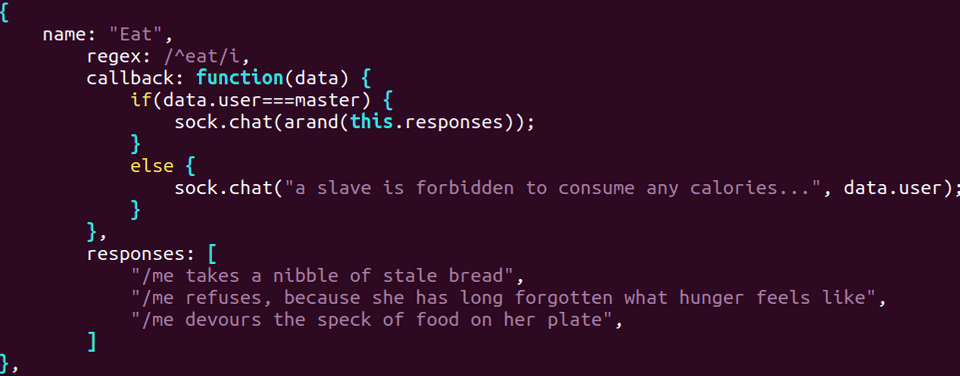 {
name: "Eat",
regex: /^eat/i,
callback: function(data) {
if(data.user===master) {
sock.chat(arand(this.responses));
}
else {
sock.chat("a slave is forbidden to consume any calories...", data.user);
}
},
responses: [
"/me takes a nibble of stale bread",
"/me refuses, because she has long forgotten what hunger feels like",
"/me devours the speck of food on her plate",
]
},